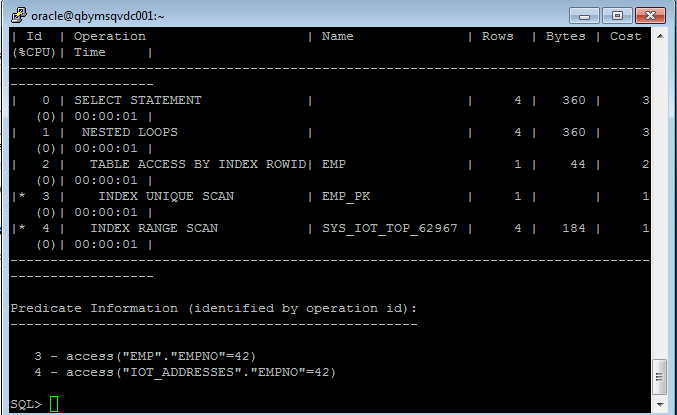 oracle@qbymsqvdc001:~
| Id  | Operation                          | Name              | Rows  | Bytes | Cost
(%CPU)| Time     |
--------------------------------------------------------------------------------
------------------
|   0 | SELECT STATEMENT             |                   |     4 |   360 |     3
   (0)| 00:00:01 |
|   1 |  NESTED LOOPS                |                   |     4 |   360 |     3
   (0)| 00:00:01 |
|   2 |   TABLE ACCESS BY INDEX ROWID| EMP               |     1 |    44 |     2
   (0)| 00:00:01 |
|*  3 |    INDEX UNIQUE SCAN         | EMP_PK            |     1 |       |     1
   (0)| 00:00:01 |
|*  4 |   INDEX RANGE SCAN           | SYS_IOT_TOP_62967 |     4 |   184 |     1
   (0)| 00:00:01 |
--------------------------------------------------------------------------------
------------------
Predicate Information (identified by operation id):
---------------------------------------------------
   3 - access("EMP"."EMPNO"=42)
   4 - access("IOT_ADDRESSES"."EMPNO"=42)
SQL>